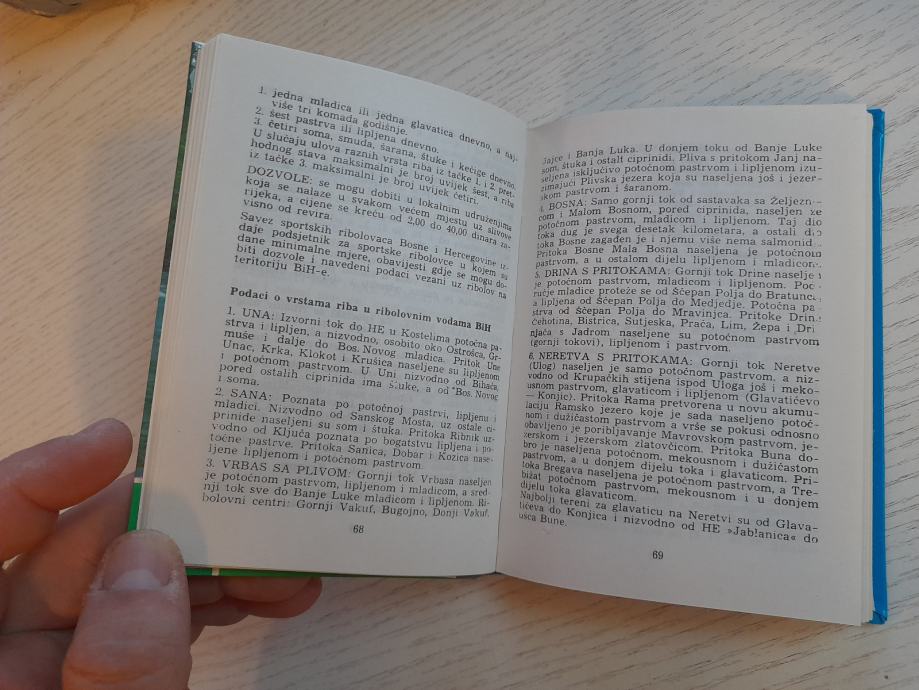 1. jedna mladica ili jedna glavatica dnevno, a naj-
više tri komada godišnje.
2. šest pastrva ili lipljena dnevno.
3. četiri soma, smuđa, šarana, štuke i kečige dnevno.
U slučaju ulova raznih vrsta riba iz tačke 1. i 2. pret-
hodnog stava maksimalni je broj uvijek šest, a riba
iz tačke 3. maksimalni je broj uvijek četiri.
DOZVOLE: se mogu dobiti u lokalnim udruženjima
koja se nalaze u svakom većem mjestu uz slivove
rijeka, a cijene se kreću od 2,00 do 40,00 dinara za-
visno od revira.
Savez sportskih ribolovaca Bosne i Hercegovine iz-
daje podsjetnik za sportske ribolovce u kojem su
dane minimalne mjere, obavijesti gdje se mogu do-
biti dozvole i navedeni podaci vezani uz ribolov na
teritoriju BiH-e.
Podaci o vrstama riba u ribolovnim vodama BiH
1. UNA: Izvorni tok do HE u Kostelima potočna pa-
strva i lipljen, a nizvodno, osobito oko Ostrošca, Gr-
muše i dalje do Bos. Novog mladica. Pritok Une
Unac, Krka, Klokot i Krušica naseljene su lipljenom
i potočnom pastrvom. U Uni nizvodno od Bihaća,
pored ostalih ciprinida ima štuke, a od Bos. Novog
i soma.
2. SANA: Poznata po potočnoj pastrvi, lipljenu i
mladici. Nizvodno od Sanskog Mosta, uz ostale ci-
prinide naseljeni su som i štuka. Pritoka Ribnik uz-
vodno od Ključa poznata po bogatstvu lipljena i po-
točne pastrve. Pritoka Sanica, Dobar i Kozica nase-
ljene lipljenom i potočnom pastrvom.
3. VRBAS SA PLIVOM: Gornji tok Vrbasa naseljen
je potočnom pastrvom, lipljenom i mladicom, a sred-
nji tok sve do Banje Luke mladicom i lipljenom. Ri-
bolovni centri: Gornji Vakuf, Bugojno, Donji Vakuf,
68
Jajce i Banja Luka. U donjem toku od Banje Luke
som, štuka i ostali ciprinidi. Pliva s pritokom Janj na-
seljena isključivo potočnom pastrvom i lipljenom izu-
zimajući Plivska jezera koja su naseljena još i jezer-
skom pastrvom i šaranom.
4. BOSNA: Samo gornji tok od sastavaka sa Željezn-
com i Malom Bosnom, pored ciprinida, naseljen
potočnom pastrvom, mladicom i lipljenom. Taj dio
toka dug je svega desetak kilometara, a ostali dio
toka Bosne zagađen je i njemu više nema salmonid
Pritoka Bosne Mala Bosna naseljena je potočnom
pastrvom, a u ostalom dijelu lipljenom i mladicom.
5. DRINA S PRITOKAMA: Gornji tok Drine naselje
je potočnom pastrvom, mladicom i lipljenom. Pod
ručje mladice proteže se od Šćepan Polja do Bratunca
a lipljena od Šćepan Polja do Medjedje. Potočna pa
strva od Šćepan Polja do Mravinjca. Pritoke Drine
Ćehotina, Bistrica, Sutjeska, Prača, Lim, Žepa i Dri
njača s Jadrom naseljene su potočnom pastrvom
(gornji tokovi), lipljenom i pastrvom.
6. NERETVA S PRITOKAMA: Gornji tok Neretve
(Ulog) naseljen je samo potočnom pastrvom, a niz-
vodno od Krupačkih stijena ispod Uloga još i meko-
usnom pastrvom, glavaticom i lipljenom (Glavatičevo
— Konjic). Pritoka Rama pretvorena u novu akumu-
laciju Ramsko jezero koje je sada naseljeno potoč-
nom i dužičastom pastrvom a vrše se pokusi odnosno
obavljeno je poribljavanje Mavrovskom pastrvom, je-
zerskom i jezerskom zlatovčicom. Pritoka Buna do-
bro je naseljena potočnom, mekousnom i dužičastom
pastrvom, a u donjem dijelu toka i glavaticom. Pri-
toka Bregava naseljena je potočnom pastrvom, a Tre-
bižat potočnom pastrvom, mekousnom i u donjem
dijelu toka glavaticom.
Najbolji tereni za glavaticu na Neretvi su od Glava-
tičeva do Konjica i nizvodno od HE »Jablanica« do
ušća Bune.
69